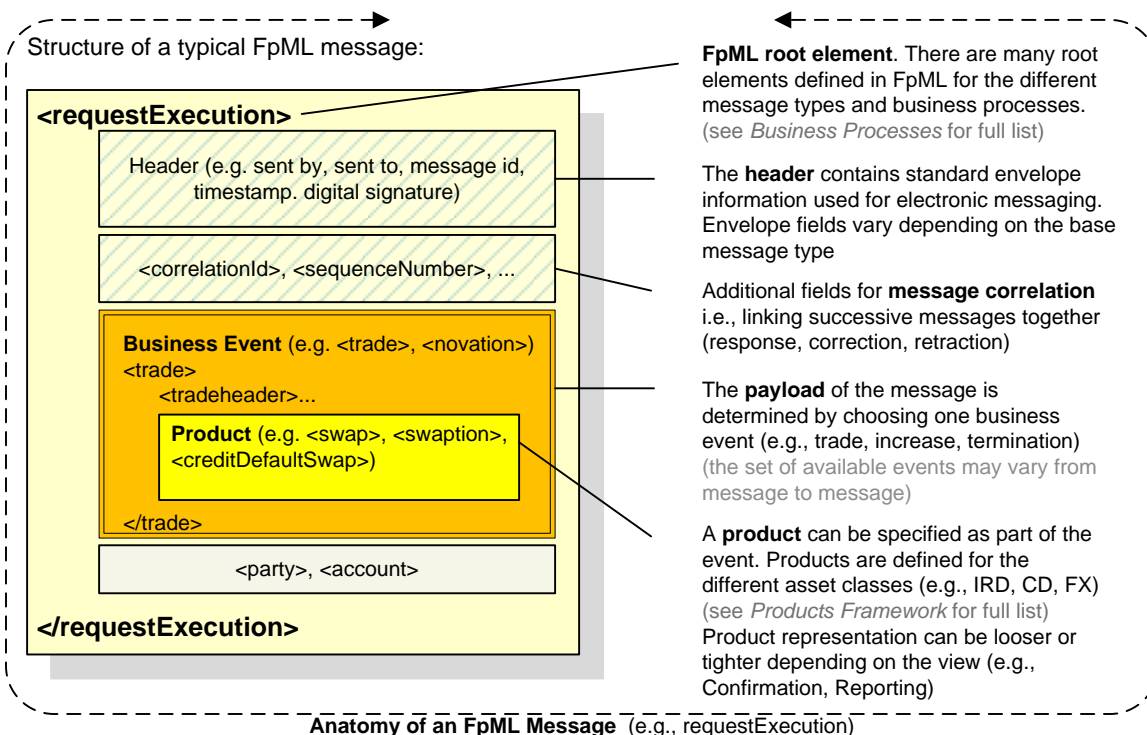 Structure of a typical FpML message:
<requestExecution>
Header (e.g. sent by, sent to, message id,
timestamp. digital signature)
<correlationId>, <sequenceNumber>, ...
Business Event (e.g. <trade>, <novation>)
<trade>
<tradeheader>...
Product (e.g. <swap>, <swaption>,
<creditDefaultSwap>)
</trade>
<party>, <account>
</requestExecution>
FpML root element. There are many root
elements defined in FpML for the different
message types and business processes.
(see Business Processes for full list)
The header contains standard envelope
information used for electronic messaging.
Envelope fields vary depending on the base
message type
Additional fields for message correlation
i.e., linking successive messages together
(response, correction, retraction)
The payload of the message is
determined by choosing one business
event (e.g., trade, increase, termination)
(the set of available events may vary from
message to message)
A product can be specified as part of the
event. Products are defined for the
different asset classes (e.g., IRD, CD, FX)
(see Products Framework for full list)
Product representation can be looser or
tighter depending on the view (e.g.,
Confirmation, Reporting)
Anatomy of an FpML Message (e.g., requestExecution)